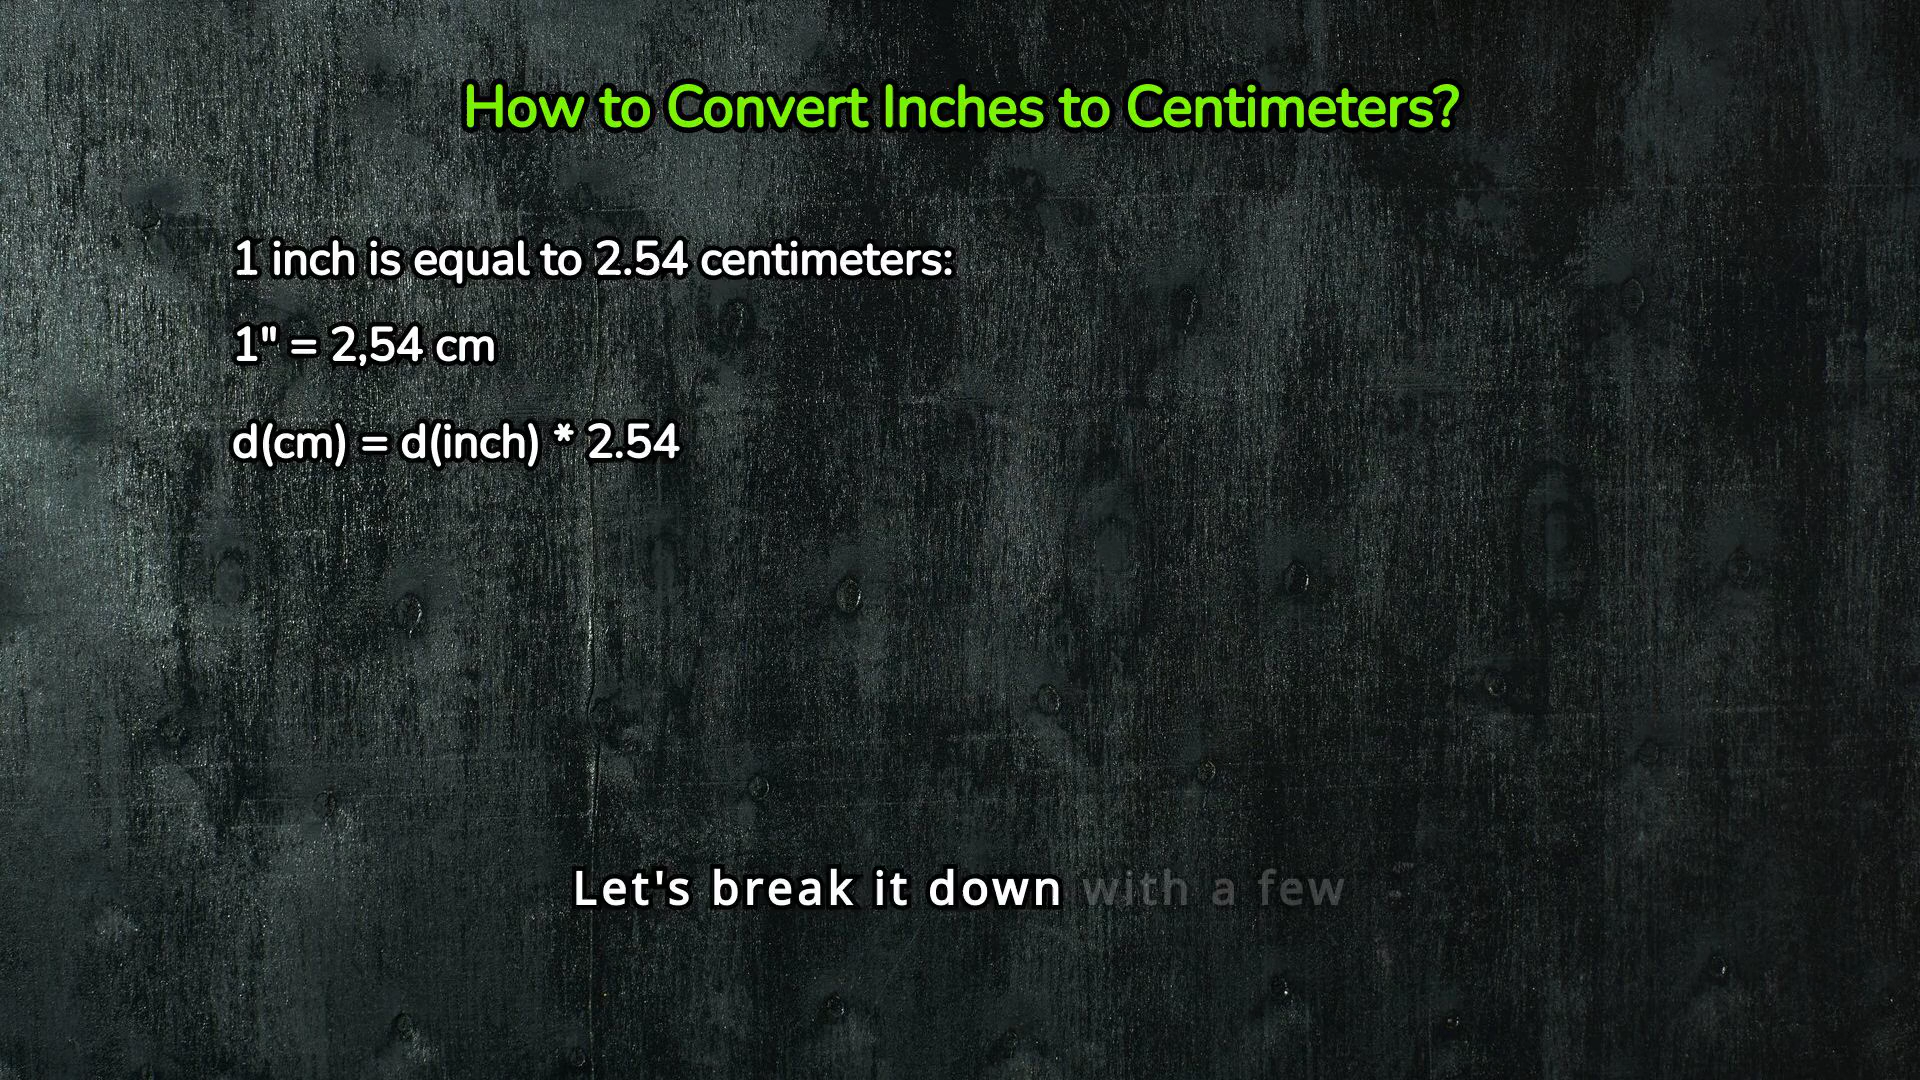 How to Convert Inches to Centimeters?
1 inch is equal to 2.54 centimeters:
1" = 2,54 cm
d(cm) = d(inch) * 2.54
Let's break it down with a few